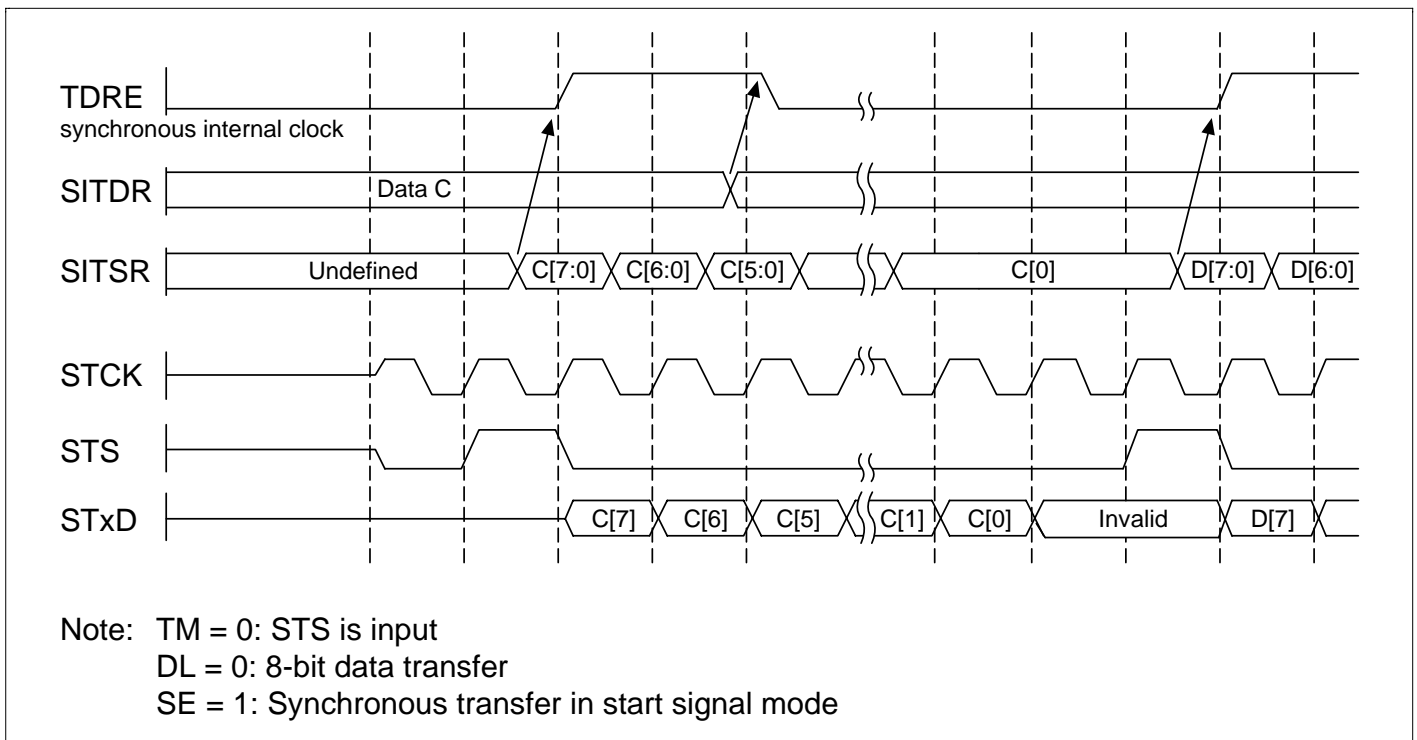 TDRE
synchronous internal clock
SITDR
Data C
SITSR
Undefined C[7:0] C[6:0] C[5:0] C[0] D[7:0] D[6:0]
STCK
STS
STxD
C[7] C[6] C[5] C[1] C[0] Invalid D[7]
Note: TM = 0: STS is input
DL = 0: 8-bit data transfer
SE = 1: Synchronous transfer in start signal mode